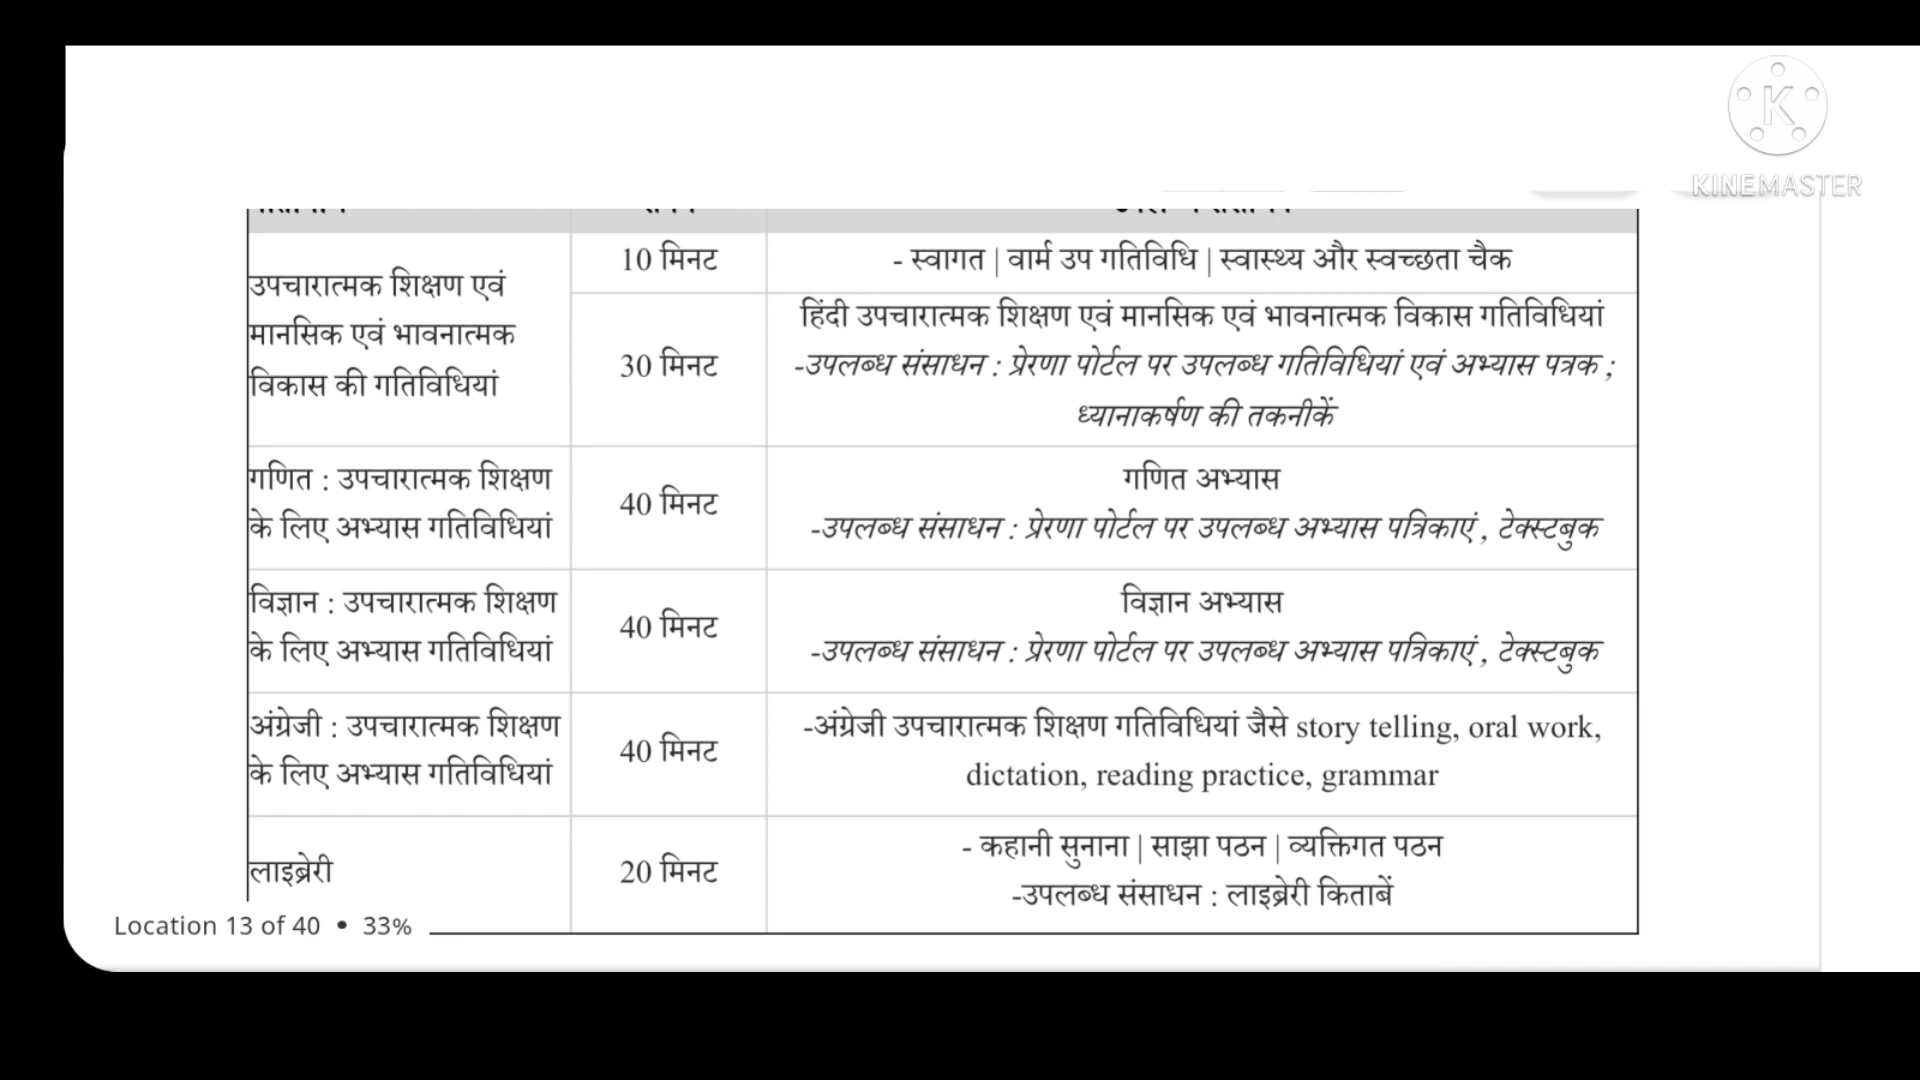 KINEMASTER
10 मिनट
- स्वागत | वार्म उप गतिविधि | स्वास्थ्य और स्वच्छता चैक
उपचारात्मक शिक्षण एवं
मानसिक एवं भावनात्मक
विकास की गतिविधियां
30 मिनट
हिंदी उपचारात्मक शिक्षण एवं मानसिक एवं भावनात्मक विकास गतिविधियां
-उपलब्ध संसाधन : प्रेरणा पोर्टल पर उपलब्ध गतिविधियां एवं अभ्यास पत्रक ;
ध्यानाकर्षण की तकनीकें
गणित : उपचारात्मक शिक्षण
के लिए अभ्यास गतिविधियां
40 मिनट
गणित अभ्यास
-उपलब्ध संसाधन : प्रेरणा पोर्टल पर उपलब्ध अभ्यास पत्रिकाएं , टेक्स्टबुक
विज्ञान : उपचारात्मक शिक्षण
के लिए अभ्यास गतिविधियां
40 मिनट
विज्ञान अभ्यास
-उपलब्ध संसाधन : प्रेरणा पोर्टल पर उपलब्ध अभ्यास पत्रिकाएं , टेक्स्टबुक
अंग्रेजी : उपचारात्मक शिक्षण
के लिए अभ्यास गतिविधियां
40 मिनट
-अंग्रेजी उपचारात्मक शिक्षण गतिविधियां जैसे story telling, oral work,
dictation, reading practice, grammar
लाइब्रेरी
20 मिनट
- कहानी सुनाना | साझा पठन | व्यक्तिगत पठन
-उपलब्ध संसाधन : लाइब्रेरी किताबें
Location 13 of 40 • 33%